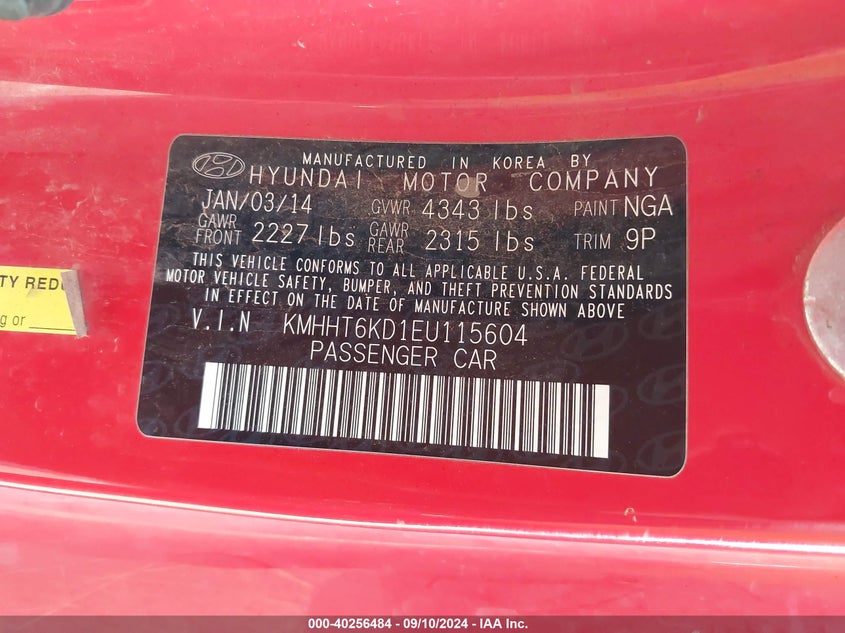 MANUFACTURED IN KOREA BY
HYUNDAI MOTOR COMPANY
JAN/03/14 GVWR 4343 lbs PAINT NGA
GAWR FRONT 2227 lbs GAWR REAR 2315 lbs TRIM 9P
THIS VEHICLE CONFORMS TO ALL APPLICABLE U.S.A. FEDERAL
MOTOR VEHICLE SAFETY, BUMPER, AND THEFT PREVENTION STANDARDS
IN EFFECT ON THE DATE OF MANUFACTURE SHOWN ABOVE
V.I.N KMHHT6KD1EU115604
PASSENGER CAR
TY RED
g or
000-40256484 - 09/10/2024 - IAA Inc.